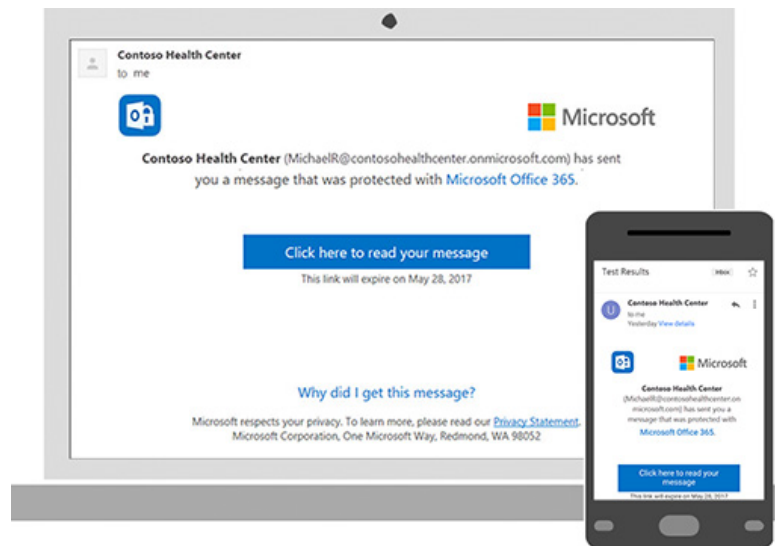 Contoso Health Center
to me
Microsoft
Contoso Health Center (MichaelR@contosohealthcenter.onmicrosoft.com) has sent
you a message that was protected with Microsoft Office 365.
Click here to read your message
This link will expire on May 28, 2017
Why did I get this message?
Microsoft respects your privacy. To learn more, please read our Privacy Statement.
Microsoft Corporation, One Microsoft Way, Redmond, WA 98052
Test Results Inbox
U
Contoso Health Center
to me
Yesterday View details
Microsoft
Contoso Health Center
(MichaelR@contosohealthcenter.on
microsoft.com) has sent you a
message that was protected with
Microsoft Office 365.
Click here to read your
message
This link will expire on May 28, 2017